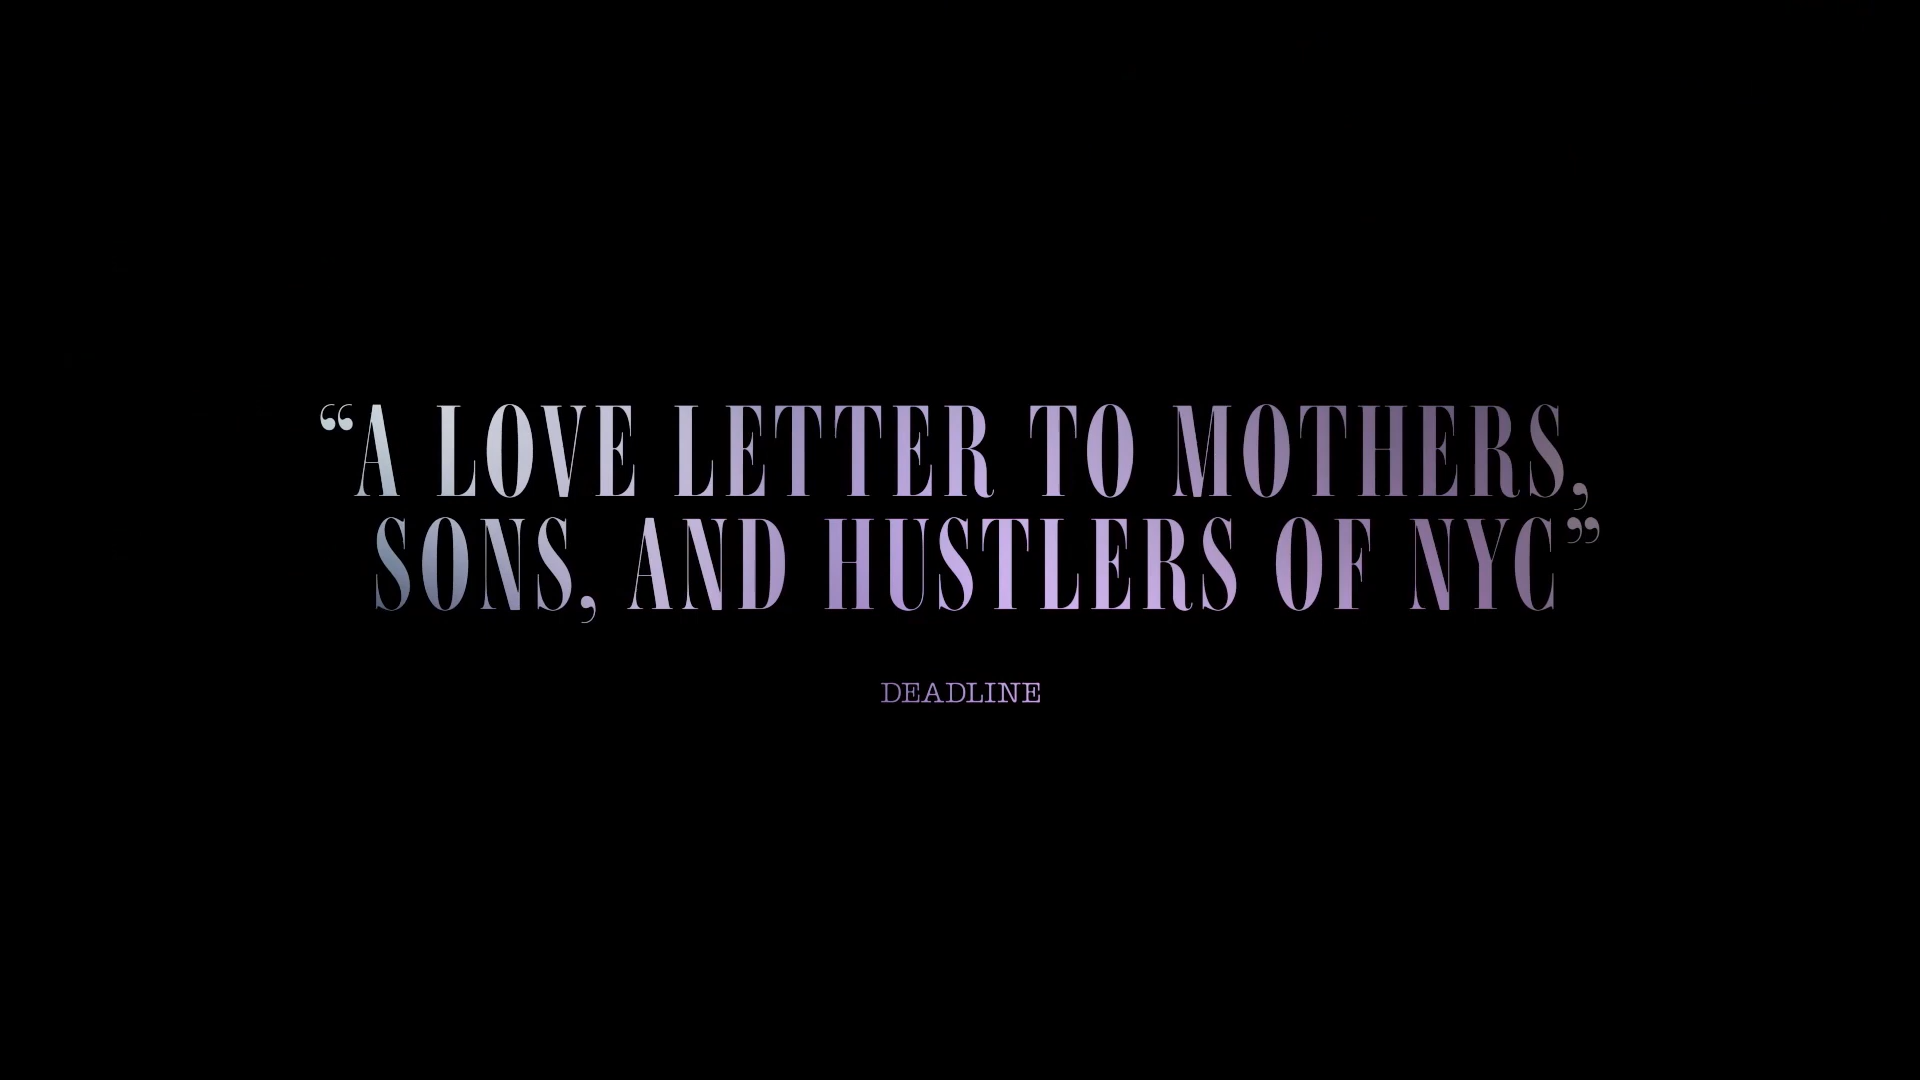 “A LOVE LETTER TO MOTHERS,
SONS, AND HUSTLERS OF NYC”
DEADLINE